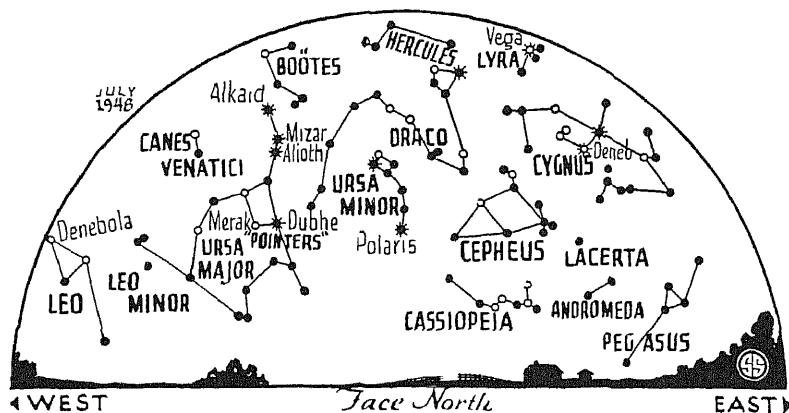 HERCULES
Vega
LYRA
"
BOÖTES
JULY
1948
Alkaid
CANES
VENATICI
Mizar
Alioth
DRACO
CYGNUS
Deneb
URSA
MINOR
Denebola
Merak
Dubhe
URSA
MAJOR
"POINTERS"
Polaris
CEPHEUS
LACERTA
LEO
LEO
MINOR
CASSIOPEIA
ANDROMEDA
PEGASUS
WEST
Face North
EAST